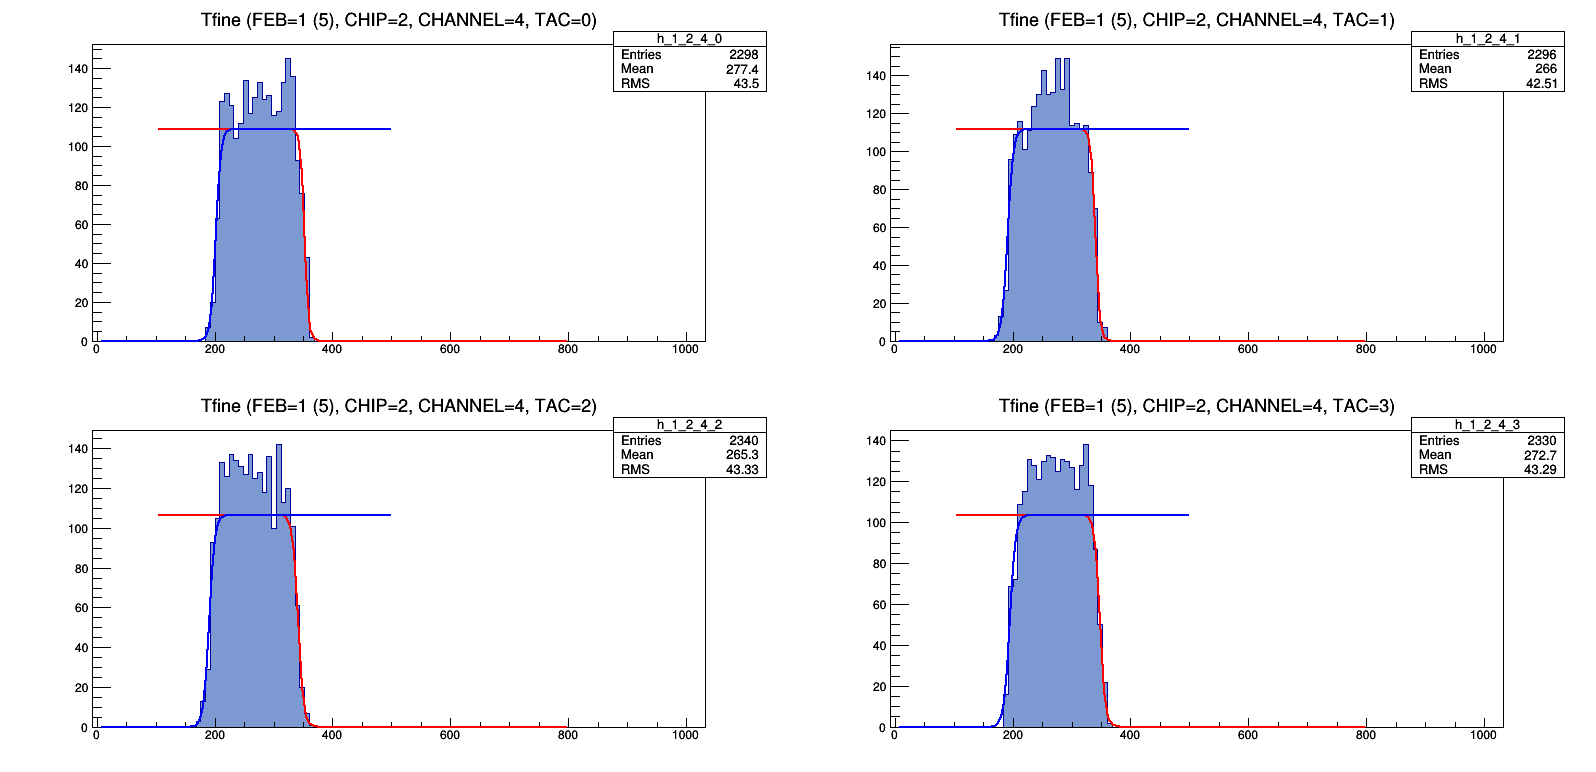 Tfine (FEB=1 (5), CHIP=2, CHANNEL=4, TAC=0)
h_1_2_4_0
Entries 2298
Mean 277.4
RMS 43.5
140
120
100
80
60
40
20
0
0 200 400 600 800 1000
Tfine (FEB=1 (5), CHIP=2, CHANNEL=4, TAC=1)
h_1_2_4_1
Entries 2296
Mean 266
RMS 42.51
140
120
100
80
60
40
20
0
0 200 400 600 800 1000
Tfine (FEB=1 (5), CHIP=2, CHANNEL=4, TAC=2)
h_1_2_4_2
Entries 2340
Mean 265.3
RMS 43.33
140
120
100
80
60
40
20
0
0 200 400 600 800 1000
Tfine (FEB=1 (5), CHIP=2, CHANNEL=4, TAC=3)
h_1_2_4_3
Entries 2330
Mean 272.7
RMS 43.29
140
120
100
80
60
40
20
0
0 200 400 600 800 1000